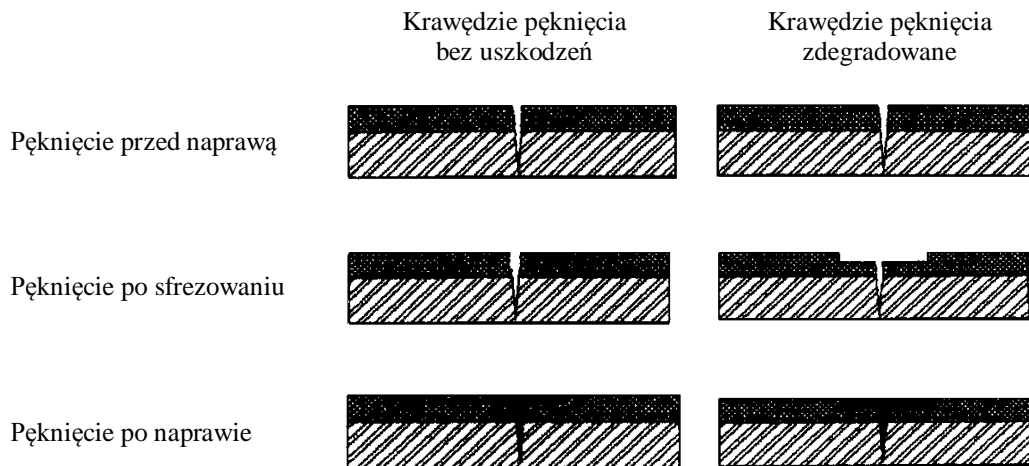 Krawędzie pęknięcia
bez uszkodzeń
Krawędzie pęknięcia
zdegradowane
Pęknięcie przed naprawą
Pęknięcie po sfrezowaniu
Pęknięcie po naprawie